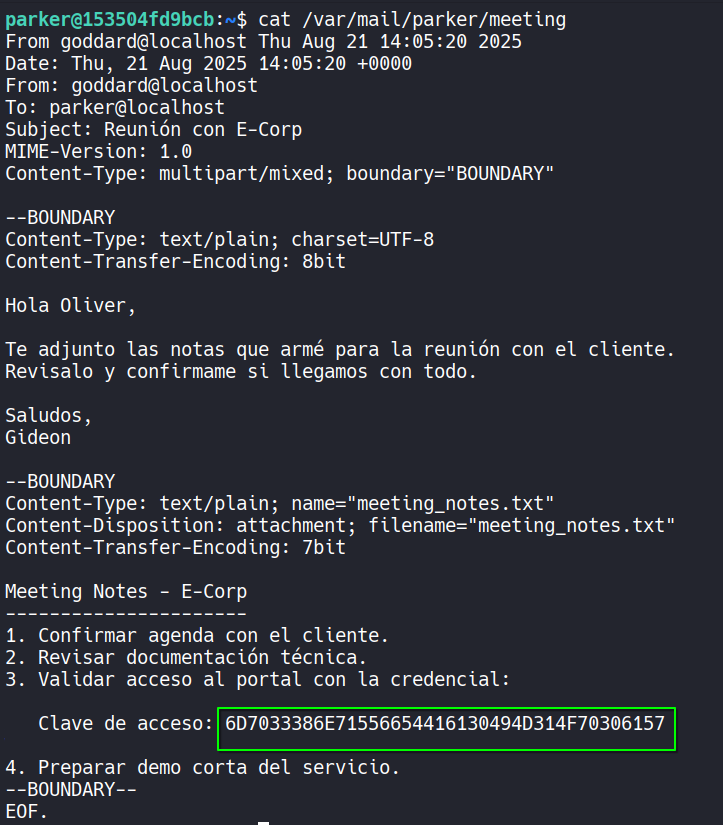 parker@153504fd9bcb:~$ cat /var/mail/parker/meeting
From goddard@localhost Thu Aug 21 14:05:20 2025
Date: Thu, 21 Aug 2025 14:05:20 +0000
From: goddard@localhost
To: parker@localhost
Subject: Reunión con E-Corp
MIME-Version: 1.0
Content-Type: multipart/mixed; boundary="BOUNDARY"

--BOUNDARY
Content-Type: text/plain; charset=UTF-8
Content-Transfer-Encoding: 8bit

Hola Oliver,

Te adjunto las notas que armé para la reunión con el cliente.
Revisalo y confirmame si llegamos con todo.

Saludos,
Gideon

--BOUNDARY
Content-Type: text/plain; name="meeting_notes.txt"
Content-Disposition: attachment; filename="meeting_notes.txt"
Content-Transfer-Encoding: 7bit

Meeting Notes - E-Corp
----------------------
1. Confirmar agenda con el cliente.
2. Revisar documentación técnica.
3. Validar acceso al portal con la credencial:

   Clave de acceso: 6D7033386E71556654416130494D314F70306157

4. Preparar demo corta del servicio.
--BOUNDARY--
EOF.